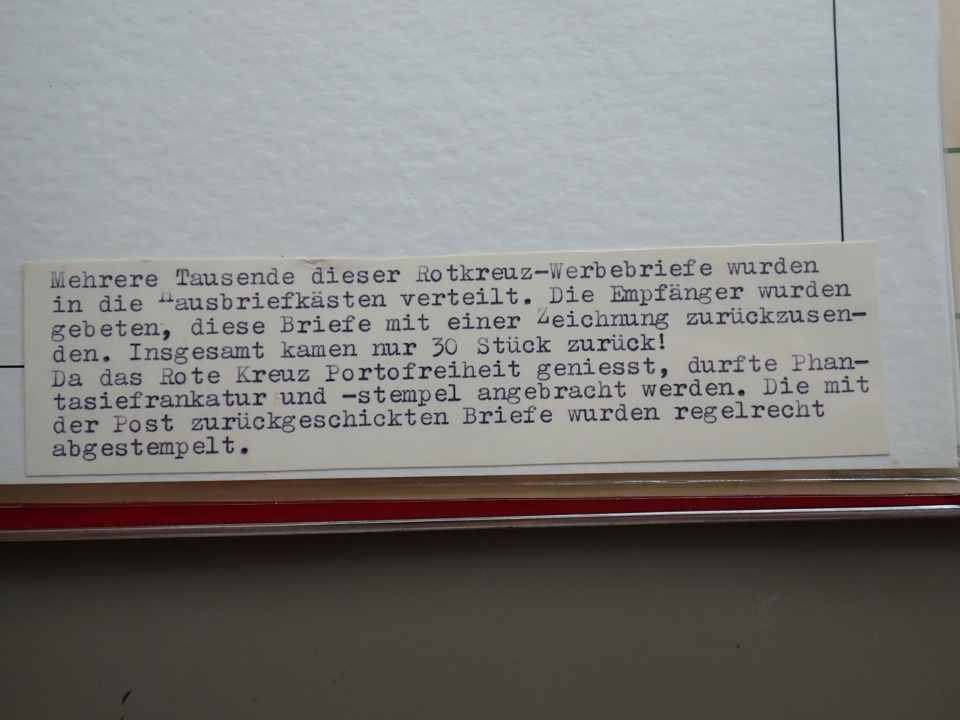 Mehrere Tausende dieser Rotkreuz-Werbebriefe wurden
in die Hausbriefkästen verteilt. Die Empfänger wurden
gebeten, diese Briefe mit einer Zeichnung zurückzusen-
den. Insgesamt kamen nur 30 Stück zurück!
Da das Rote Kreuz Portofreiheit geniesst, durfte Phan-
tasiefrankatur und -stempel angebracht werden. Die mit
der Post zurückgeschickten Briefe wurden regelrecht
abgestempelt.